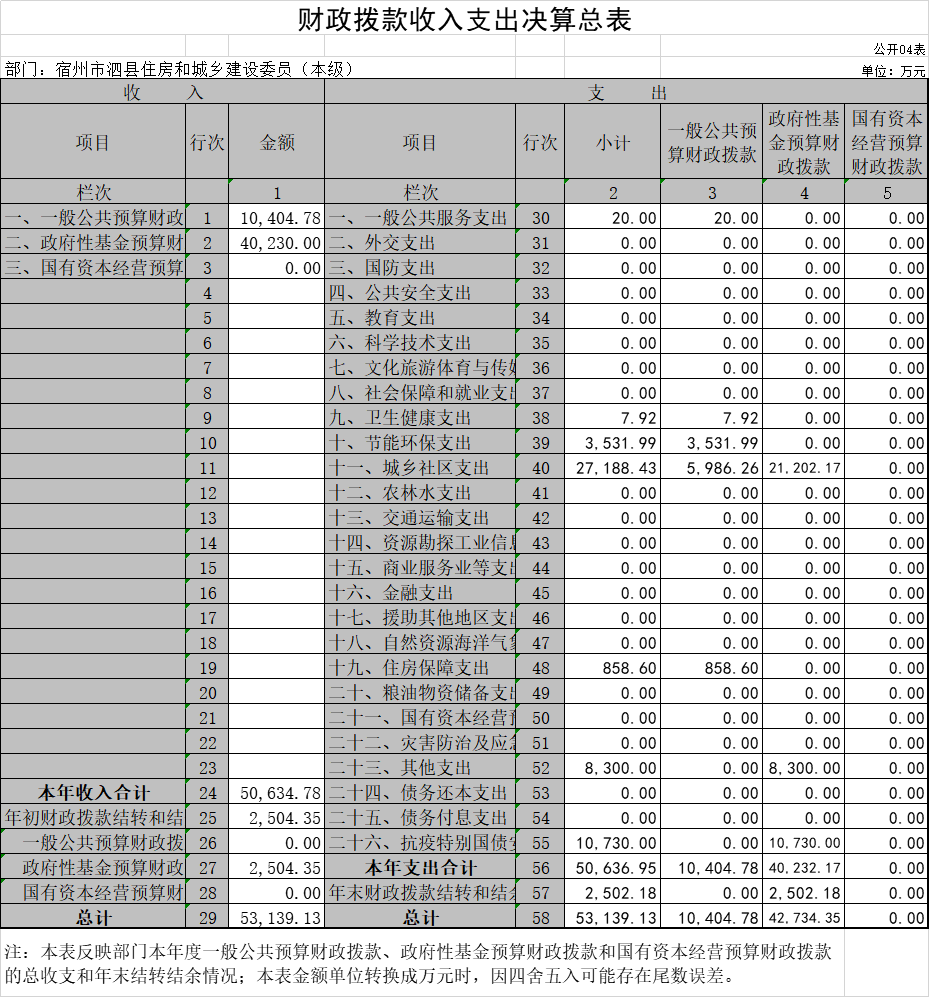 财政拨款收入支出决算总表
公开04表
部门：宿州市泗县住房和城乡建设委员（本级）
单位：万元
收 入 支 出
项目 行次 金额 项目 行次 小计 一般公共预算财政拨款 政府性基金预算财政拨款 国有资本经营预算财政拨款
栏次 1 栏次 2 3 4 5
一、一般公共预算财政 1 10,404.78 一、一般公共服务支出 30 20.00 20.00 0.00 0.00
二、政府性基金预算财 2 40,230.00 二、外交支出 31 0.00 0.00 0.00 0.00
三、国有资本经营预算 3 0.00 三、国防支出 32 0.00 0.00 0.00 0.00
4 四、公共安全支出 33 0.00 0.00 0.00 0.00
5 五、教育支出 34 0.00 0.00 0.00 0.00
6 六、科学技术支出 35 0.00 0.00 0.00 0.00
7 七、文化旅游体育与传 36 0.00 0.00 0.00 0.00
8 八、社会保障和就业支 37 0.00 0.00 0.00 0.00
9 九、卫生健康支出 38 7.92 7.92 0.00 0.00
10 十、节能环保支出 39 3,531.99 3,531.99 0.00 0.00
11 十一、城乡社区支出 40 27,188.43 5,986.26 21,202.17 0.00
12 十二、农林水支出 41 0.00 0.00 0.00 0.00
13 十三、交通运输支出 42 0.00 0.00 0.00 0.00
14 十四、资源勘探工业信 43 0.00 0.00 0.00 0.00
15 十五、商业服务业等支 44 0.00 0.00 0.00 0.00
16 十六、金融支出 45 0.00 0.00 0.00 0.00
17 十七、援助其他地区支 46 0.00 0.00 0.00 0.00
18 十八、自然资源海洋气 47 0.00 0.00 0.00 0.00
19 十九、住房保障支出 48 858.60 858.60 0.00 0.00
20 二十、粮油物资储备支 49 0.00 0.00 0.00 0.00
21 二十一、国有资本经营 50 0.00 0.00 0.00 0.00
22 二十二、灾害防治及应 51 0.00 0.00 0.00 0.00
23 二十三、其他支出 52 8,300.00 0.00 8,300.00 0.00
本年收入合计 24 50,634.78 二十四、债务还本支出 53 0.00 0.00 0.00 0.00
年初财政拨款结转和结 25 2,504.35 二十五、债务付息支出 54 0.00 0.00 0.00 0.00
一般公共预算财政拨 26 0.00 二十六、抗疫特别国债 55 10,730.00 0.00 10,730.00 0.00
政府性基金预算财政 27 2,504.35 本年支出合计 56 50,636.95 10,404.78 40,232.17 0.00
国有资本经营预算财 28 0.00 年末财政拨款结转和结 57 2,502.18 0.00 2,502.18 0.00
总计 29 53,139.13 总计 58 53,139.13 10,404.78 42,734.35 0.00
注：本表反映部门本年度一般公共预算财政拨款、政府性基金预算财政拨款和国有资本经营预算财政拨款
的总收支和年末结转结余情况；本表金额单位转换成万元时，因四舍五入可能存在尾数误差。